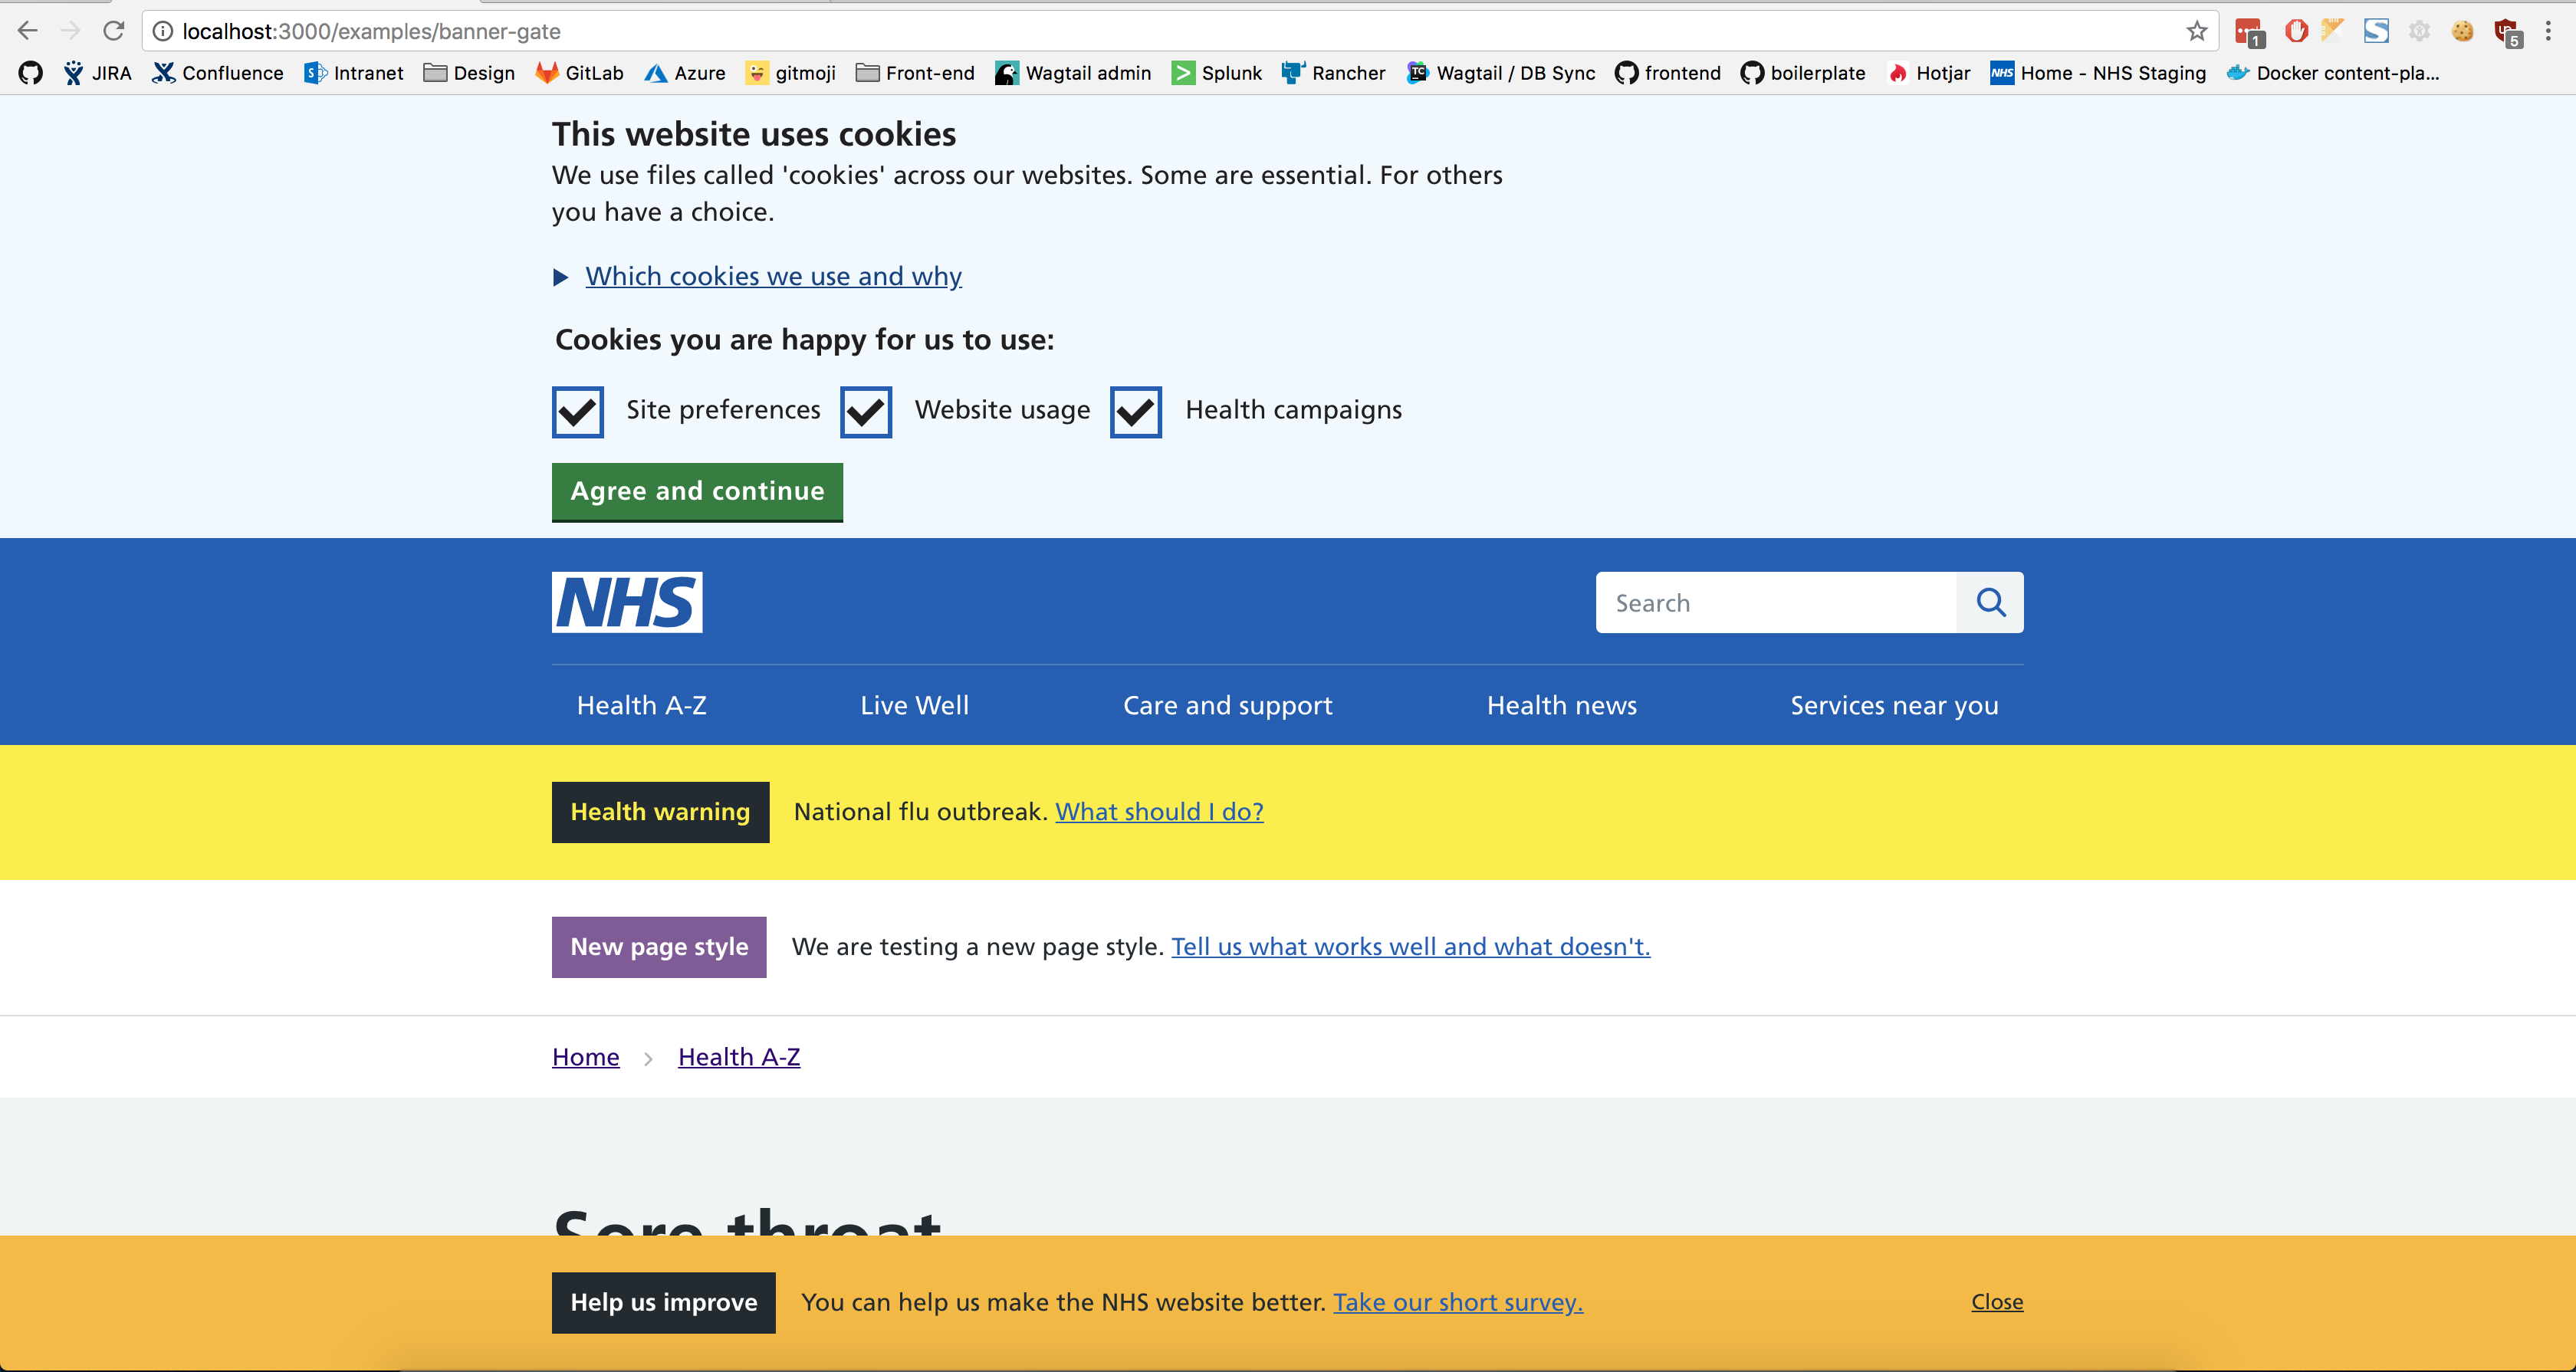 localhost:3000/examples/banner-gate
1
5
JIRA Confluence Intranet Design GitLab Azure gitmoji Front-end Wagtail admin Splunk Rancher Wagtail / DB Sync frontend boilerplate Hotjar NHS Home - NHS Staging Docker content-pla...
This website uses cookies
We use files called 'cookies' across our websites. Some are essential. For others
you have a choice.
Which cookies we use and why
Cookies you are happy for us to use:
Site preferences Website usage Health campaigns
Agree and continue
NHS Search
Health A-Z Live Well Care and support Health news Services near you
Health warning National flu outbreak. What should I do?
New page style We are testing a new page style. Tell us what works well and what doesn't.
Home > Health A-Z
Sore throat
Help us improve You can help us make the NHS website better. Take our short survey. Close